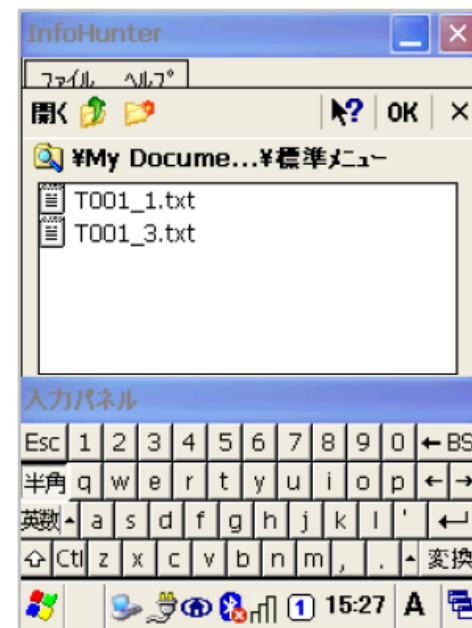 InfoHunter
ファイル ヘルプ
開く OK ×
¥My Docume...¥標準メニュー
T001_1.txt
T001_3.txt
入力パネル
Esc 1 2 3 4 5 6 7 8 9 0 ←BS
半角 q w e r t y u i o p ← →
英数 a s d f g h j k l '
Ctl z x c v b n m , . 変換
1 15:27 A